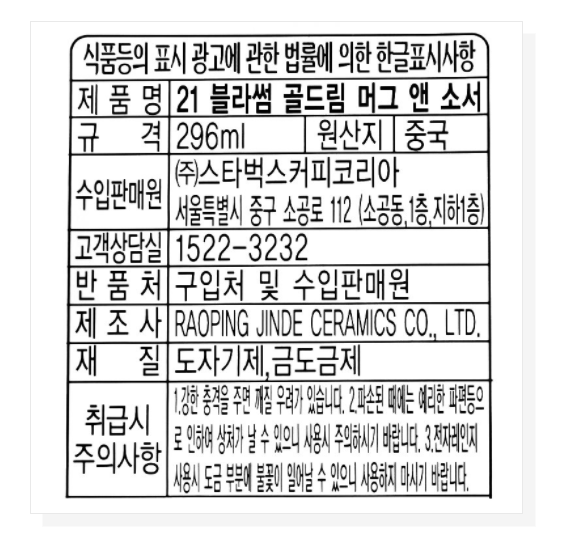 식품등의 표시 광고에 관한 법률에 의한 한글표시사항
제 품 명 21 블라썸 골드림 머그 앤 소서
규 격 296ml 원산지 중국
수입판매원 ㈜스타벅스커피코리아
서울특별시 중구 소공로 112 (소공동,1층,지하1층)
고객상담실 1522-3232
반 품 처 구입처 및 수입판매원
제 조 사 RAOPING JINDE CERAMICS CO., LTD.
재 질 도자기제,금도금제
취급시 주의사항 1.강한 충격을 주면 깨질 우려가 있습니다. 2.파손된 때에는 예리한 파편등으
로 인하여 상처가 날 수 있으니 사용시 주의하시기 바랍니다. 3.전자레인지
사용시 도금 부분에 불꽃이 일어날 수 있으니 사용하지 마시기 바랍니다.